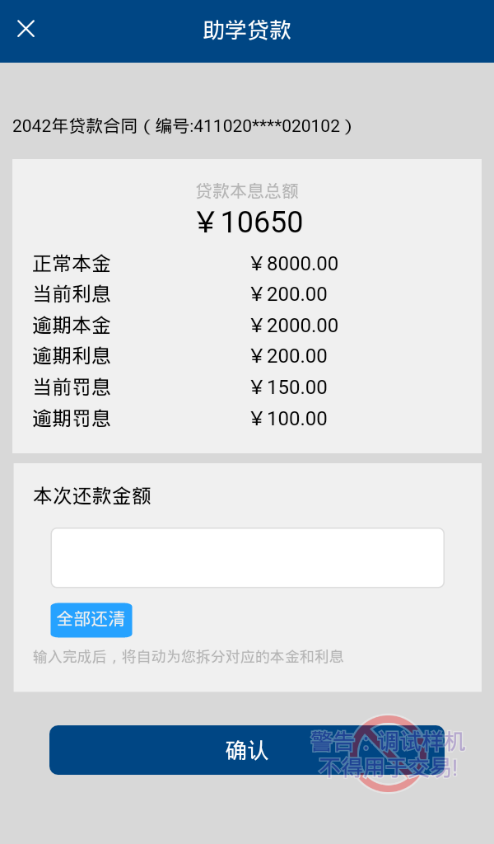 助学贷款
2042年贷款合同（编号:411020****020102）
贷款本息总额
￥10650
正常本金 ￥8000.00
当前利息 ￥200.00
逾期本金 ￥2000.00
逾期利息 ￥200.00
当前罚息 ￥150.00
逾期罚息 ￥100.00
本次还款金额
全部还清
输入完成后，将自动为您拆分对应的本金和利息
确认
警告：调试样机
不得用于交易!